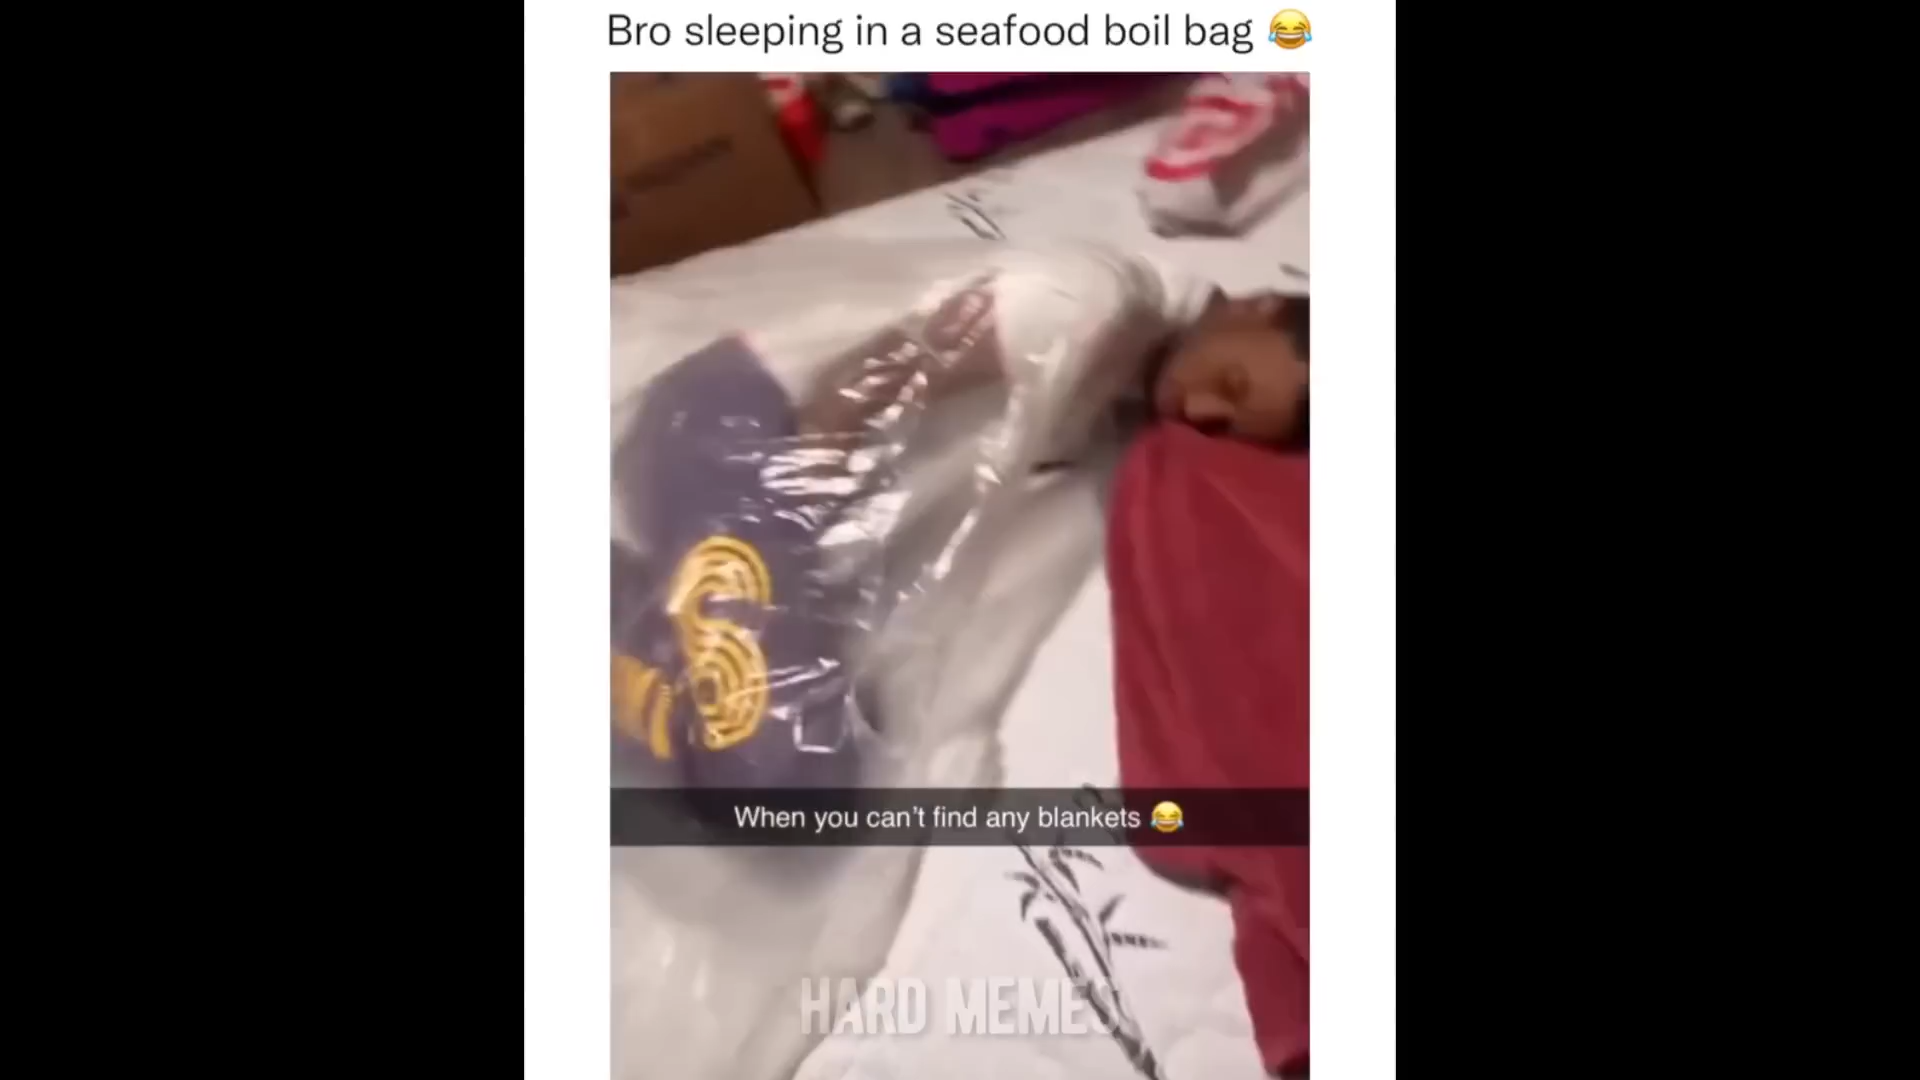 Bro sleeping in a seafood boil bag 😂
When you can't find any blankets 😂
HARD MEMES